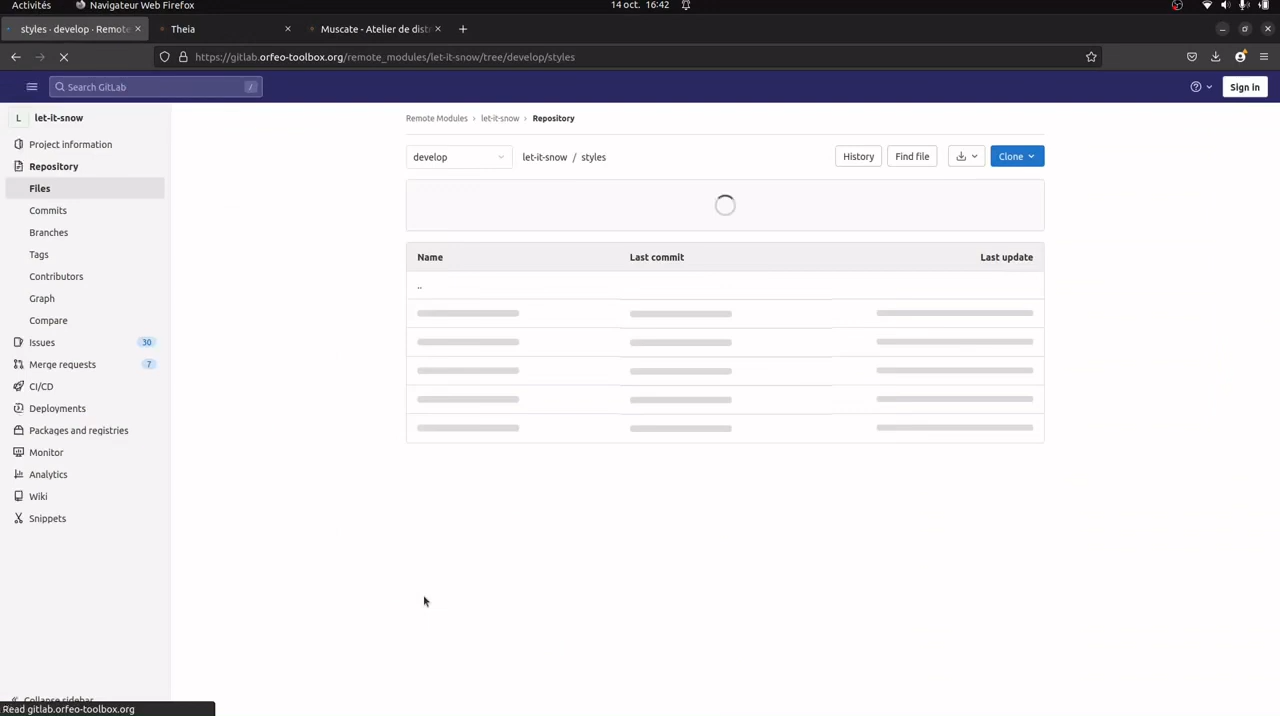 Activités
Navigateur Web Firefox
14 oct. 16:42
styles · develop · Remote
Theia
Muscate - Atelier de distr
https://gitlab.orfeo-toolbox.org/remote_modules/let-it-snow/tree/develop/styles
Search GitLab
/
Sign in
L let-it-snow
Project information
Repository
Files
Commits
Branches
Tags
Contributors
Graph
Compare
Issues 30
Merge requests 7
CI/CD
Deployments
Packages and registries
Monitor
Analytics
Wiki
Snippets
Collapse sidebar
Remote Modules › let-it-snow › Repository
develop
let-it-snow / styles
History
Find file
Clone
Name Last commit Last update
..
Read gitlab.orfeo-toolbox.org